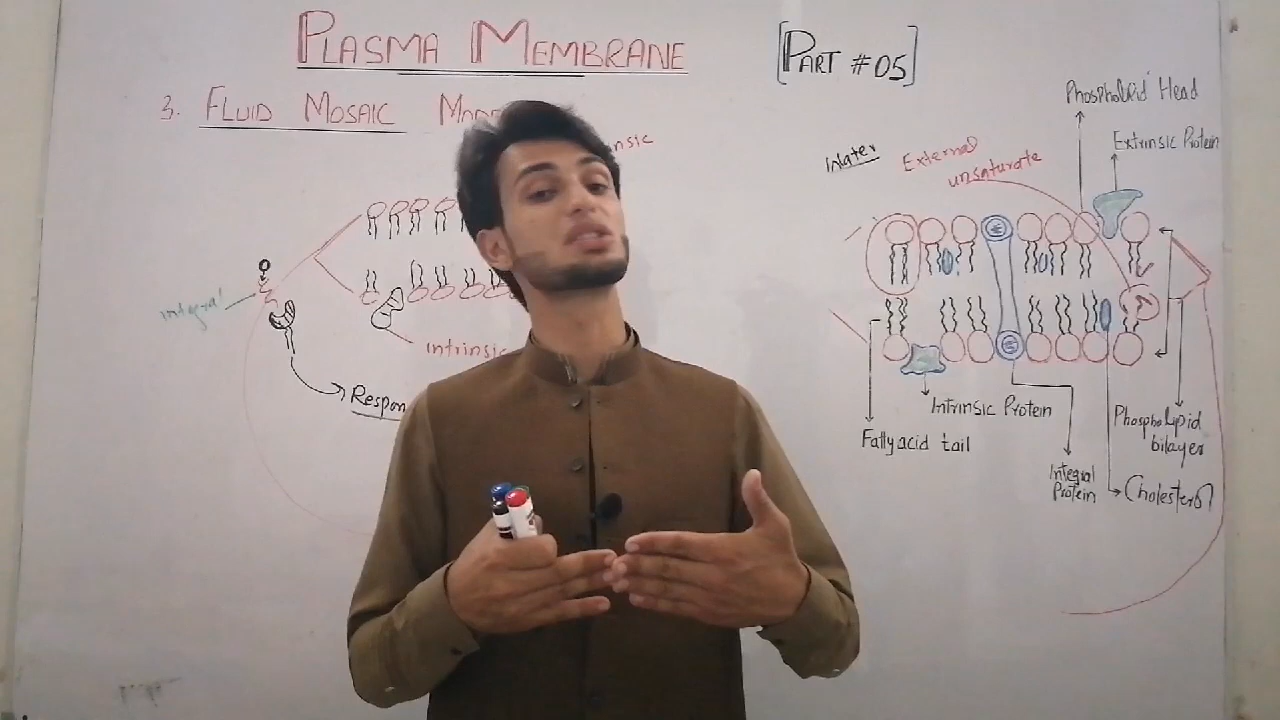 PLASMA MEMBRANE
[PART #05]
3. FLUID MOSAIC
Phospholipid Head
Extrinsic Protein
External
unsaturate
integral
intrinsic
Respon
Intrinsic Protein
Fatty acid tail
Integral
Protein
Phospholipid
bilayer
Cholesterol